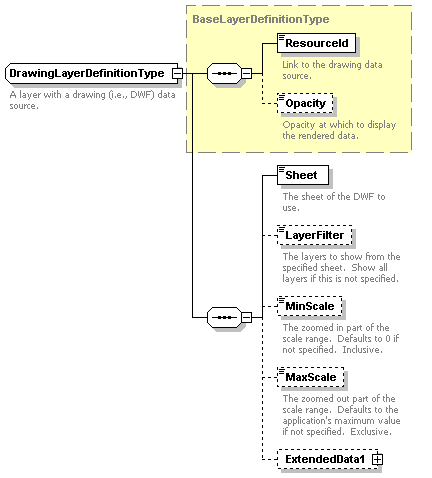 BaseLayerDefinitionType
ResourceId
Link to the drawing data
source.
DrawingLayerDefinitionType
A layer with a drawing (i.e., DWF) data
source.
Opacity
Opacity at which to display
the rendered data.
Sheet
The sheet of the DWF to
use.
LayerFilter
The layers to show from the
specified sheet.  Show all
layers if this is not specified.
MinScale
The zoomed in part of the
scale range.  Defaults to 0 if
not specified.  Inclusive.
MaxScale
The zoomed out part of the
scale range.  Defaults to the
application's maximum value
if not specified.  Exclusive.
ExtendedData1